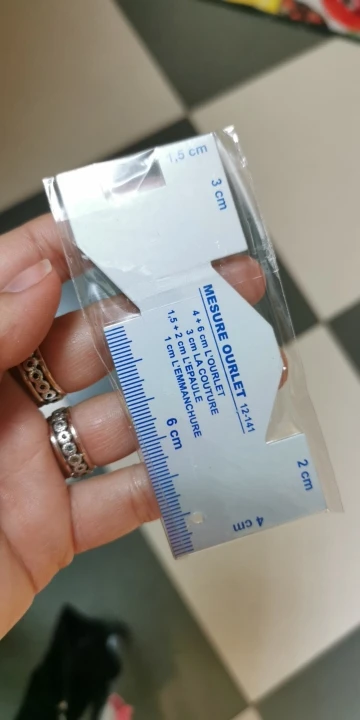 1,5 cm
3 cm
MESURE OURLET 12-141
4 + 6 cm L'OURLET
3 cm LA COUTURE
1,5 + 2 cm L'EPAULE
1 cm L'EMMANCHURE
6 cm
2 cm
4 cm